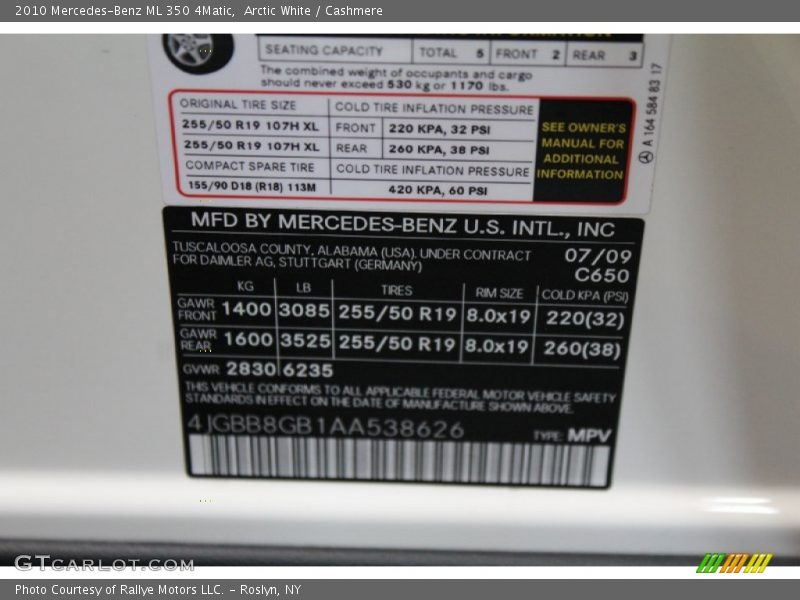 2010 Mercedes-Benz ML 350 4Matic, Arctic White / Cashmere
SEATING CAPACITY TOTAL 5 FRONT 2 REAR 3
The combined weight of occupants and cargo
should never exceed 530 kg or 1170 lbs.
ORIGINAL TIRE SIZE COLD TIRE INFLATION PRESSURE
255/50 R19 107H XL FRONT 220 KPA, 32 PSI
255/50 R19 107H XL REAR 260 KPA, 38 PSI
COMPACT SPARE TIRE COLD TIRE INFLATION PRESSURE
155/90 D18 (R18) 113M 420 KPA, 60 PSI
SEE OWNER'S
MANUAL FOR
ADDITIONAL
INFORMATION
A 164 584 83 17
MFD BY MERCEDES-BENZ U.S. INTL., INC
TUSCALOOSA COUNTY, ALABAMA (USA). UNDER CONTRACT
FOR DAIMLER AG, STUTTGART (GERMANY)
07/09
C650
KG LB TIRES RIM SIZE COLD KPA (PSI)
GAWR
FRONT 1400 3085 255/50 R19 8.0x19 220(32)
GAWR
REAR 1600 3525 255/50 R19 8.0x19 260(38)
GVWR 2830 6235
THIS VEHICLE CONFORMS TO ALL APPLICABLE FEDERAL MOTOR VEHICLE SAFETY
STANDARDS IN EFFECT ON THE DATE OF MANUFACTURE SHOWN ABOVE.
4JGBB8GB1AA538626 TYPE: MPV
GTCARLOT.COM
Photo Courtesy of Rallye Motors LLC. - Roslyn, NY